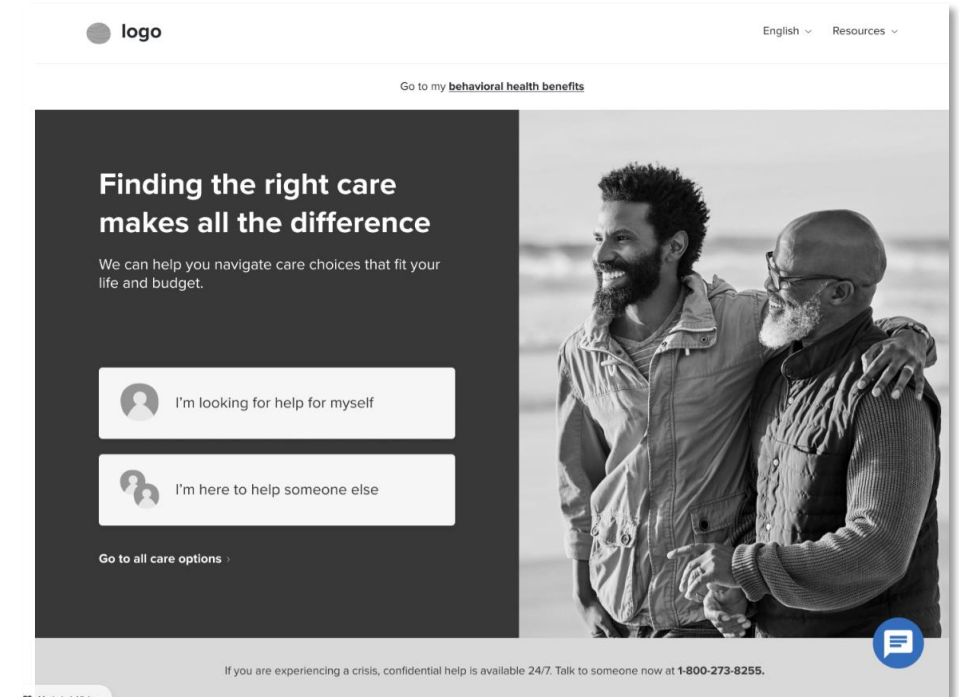 logo
English
Resources
Go to my behavioral health benefits
Finding the right care
makes all the difference
We can help you navigate care choices that fit your
life and budget.
I'm looking for help for myself
I'm here to help someone else
Go to all care options
If you are experiencing a crisis, confidential help is available 24/7. Talk to someone now at 1-800-273-8255.